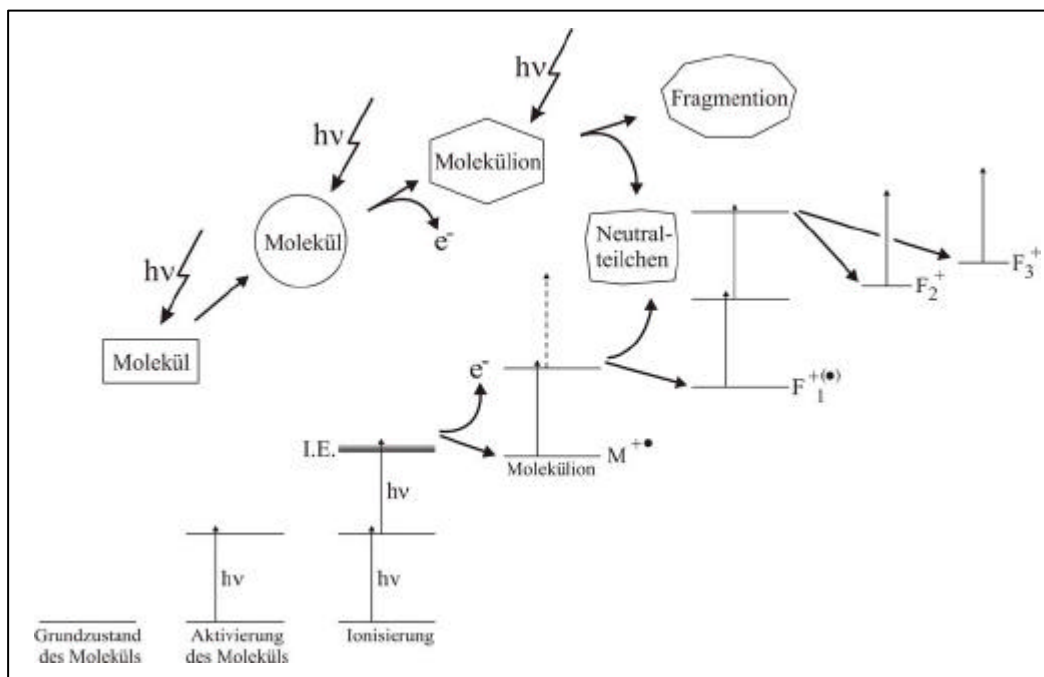 hν
Fragmention
hν
Molekülion
hν
Molekül
e-
Neutral-
teilchen
F2+
F3+
Molekül
e-
F1+(●)
I.E.
Molekülion
M+●
hν
hν
hν
Grundzustand
des Moleküls
Aktivierung
des Moleküls
Ionisierung